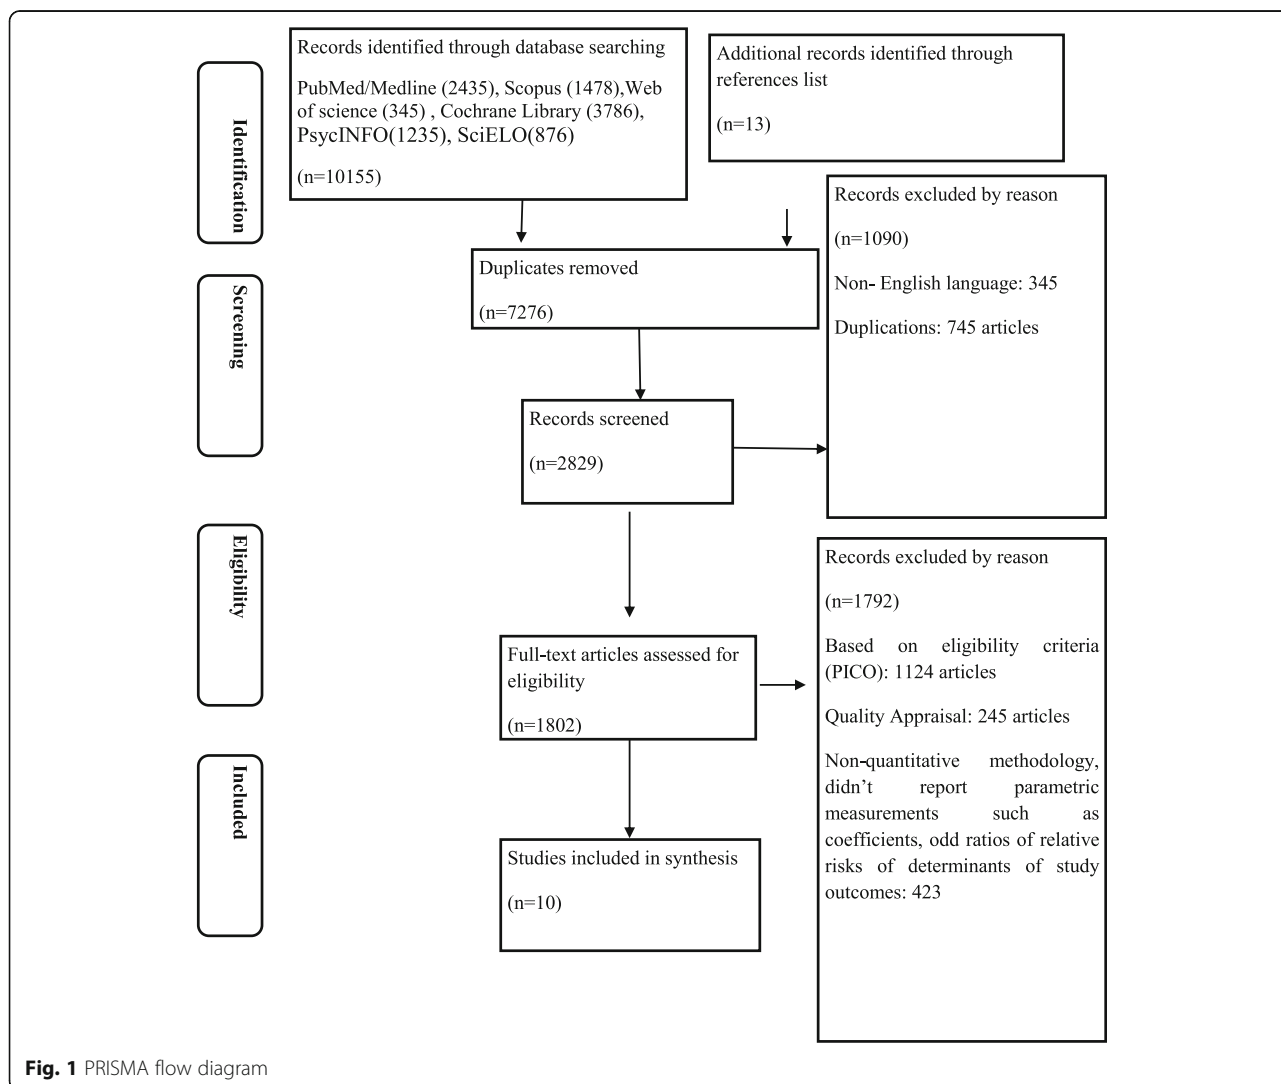 Records identified through database searching
PubMed/Medline (2435), Scopus (1478),Web
of science (345) , Cochrane Library (3786),
PsycINFO(1235), SciELO(876)
(n=10155)
Additional records identified through
references list
(n=13)
Identification
Records excluded by reason
(n=1090)
Non- English language: 345
Duplications: 745 articles
Duplicates removed
(n=7276)
Screening
Records screened
(n=2829)
Eligibility
Records excluded by reason
(n=1792)
Based on eligibility criteria
(PICO): 1124 articles
Quality Appraisal: 245 articles
Non-quantitative methodology,
didn't report parametric
measurements such as
coefficients, odd ratios of relative
risks of determinants of study
outcomes: 423
Full-text articles assessed for
eligibility
(n=1802)
Included
Studies included in synthesis
(n=10)
Fig. 1 PRISMA flow diagram